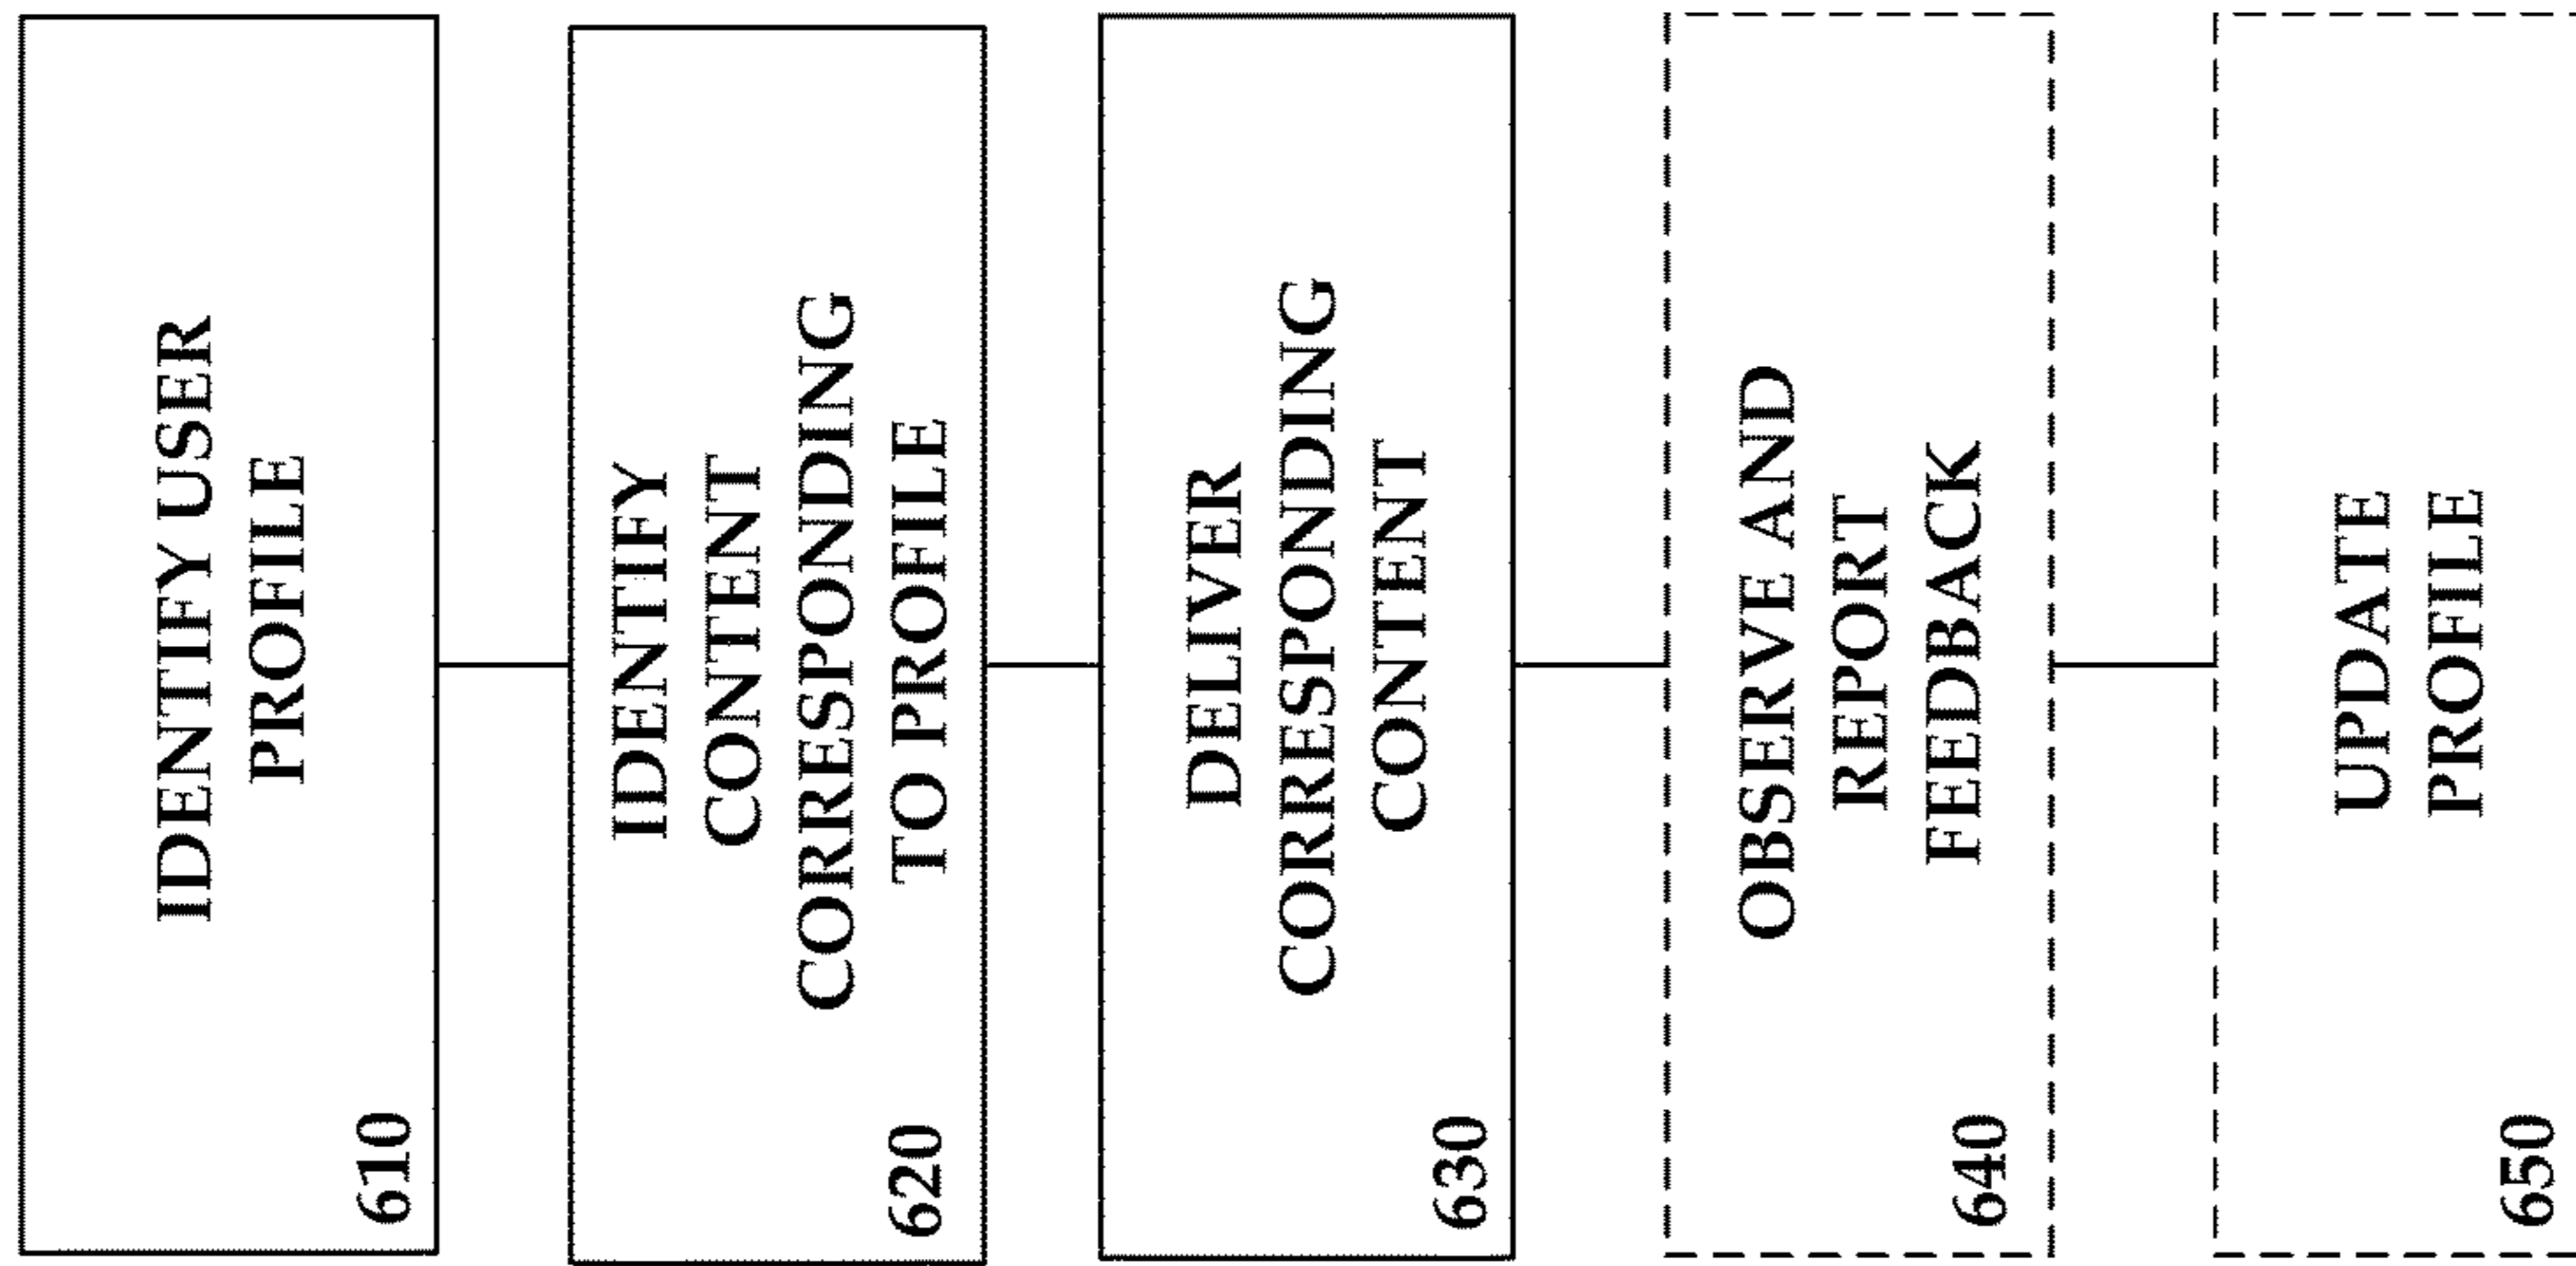 IDENTIFY USER
PROFILE
610
IDENTIFY
CONTENT
CORRESPONDING
TO PROFILE
620
DELIVER
CORRESPONDING
CONTENT
630
OBSERVE AND
REPORT
FEEDBACK
640
UPDATE
PROFILE
650